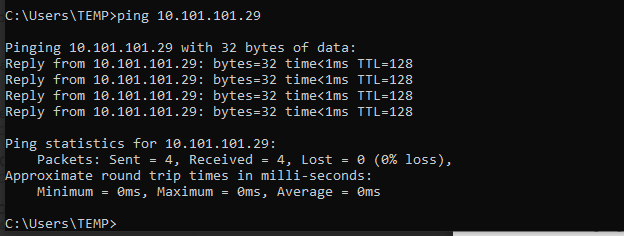 C:\Users\TEMP>ping 10.101.101.29
Pinging 10.101.101.29 with 32 bytes of data:
Reply from 10.101.101.29: bytes=32 time<1ms TTL=128
Reply from 10.101.101.29: bytes=32 time<1ms TTL=128
Reply from 10.101.101.29: bytes=32 time<1ms TTL=128
Reply from 10.101.101.29: bytes=32 time<1ms TTL=128
Ping statistics for 10.101.101.29:
    Packets: Sent = 4, Received = 4, Lost = 0 (0% loss),
Approximate round trip times in milli-seconds:
    Minimum = 0ms, Maximum = 0ms, Average = 0ms
C:\Users\TEMP>